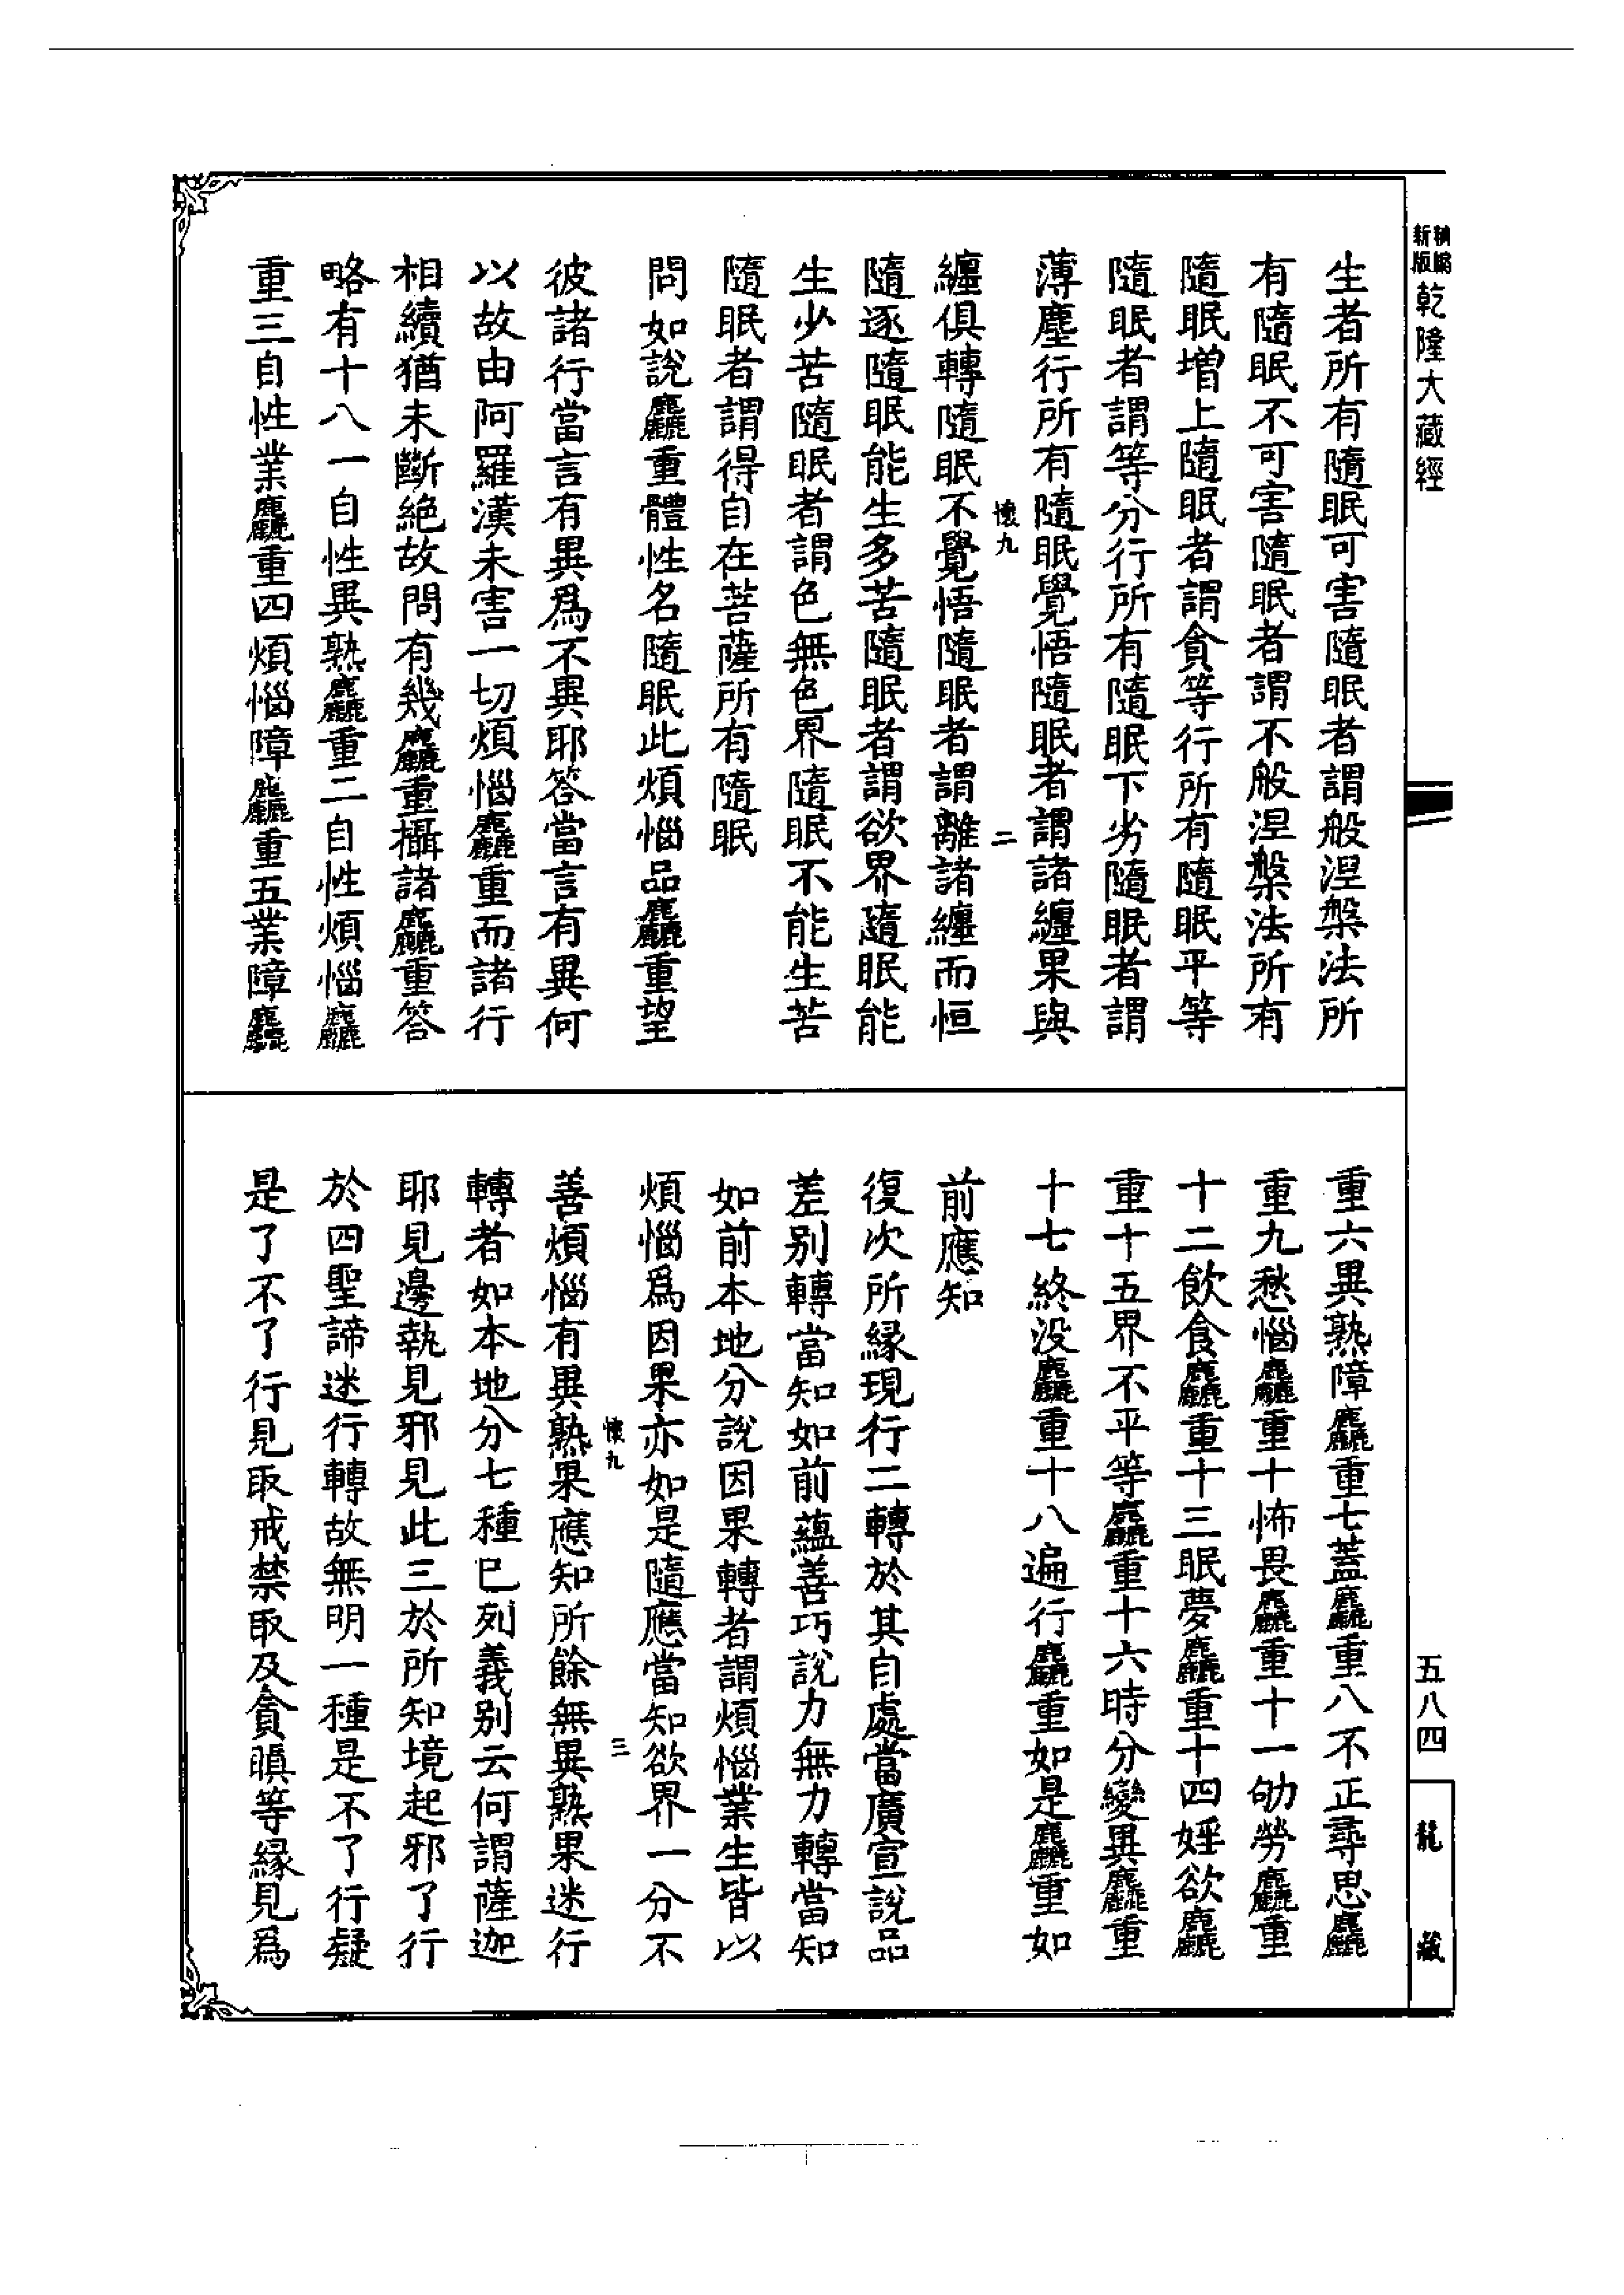 新編
新版
乾隆大藏經
生者所有隨眠可害隨眠者謂般涅槃法所
有隨眠不可害隨眠者謂不般涅槃法所有
隨眠增上隨眠者謂貪等行所有隨眠平等
隨眠者謂等分行所有隨眠下劣隨眠者謂
薄塵行所有隨眠覺悟隨眠者謂諸纏果與
懷九
二
纏俱轉隨眠不覺悟隨眠者謂離諸纏而恒
隨逐隨眠能生多苦隨眠者謂欲界隨眠能
生少苦隨眠者謂色無色界隨眠不能生苦
隨眠者謂得自在菩薩所有隨眠
問如說麤重體性名隨眠此煩惱品麤重望
彼諸行當言有異為不異耶答當言有異何
以故由阿羅漢未害一切煩惱麤重而諸行
相續猶未斷絕故問有幾麤重攝諸麤重答
略有十八一自性異熟麤重二自性煩惱麤
重三自性業麤重四煩惱障麤重五業障麤
重六異熟障麤重七蓋麤重八不正尋思麤
重九愁惱麤重十怖畏麤重十一劬勞麤重
十二飲食麤重十三眠夢麤重十四婬欲麤
重十五界不平等麤重十六時分變異麤重
十七終没麤重十八遍行麤重如是麤重如
前應知
復次所緣現行二轉於其自處當廣宣說品
差別轉當知如前蘊善巧說力無力轉當知
如前本地分說因果轉者謂煩惱業生皆以
煩惱為因果亦如是隨應當知欲界一分不
懷九
三
善煩惱有異熟果應知所餘無異熟果迷行
轉者如本地分七種已列義別云何謂薩迦
耶見邊執見邪見此三於所知境起邪了行
於四聖諦迷行轉故無明一種是不了行疑
是了不了行見取戒禁取及貪瞋等緣見為
五八四
龍藏